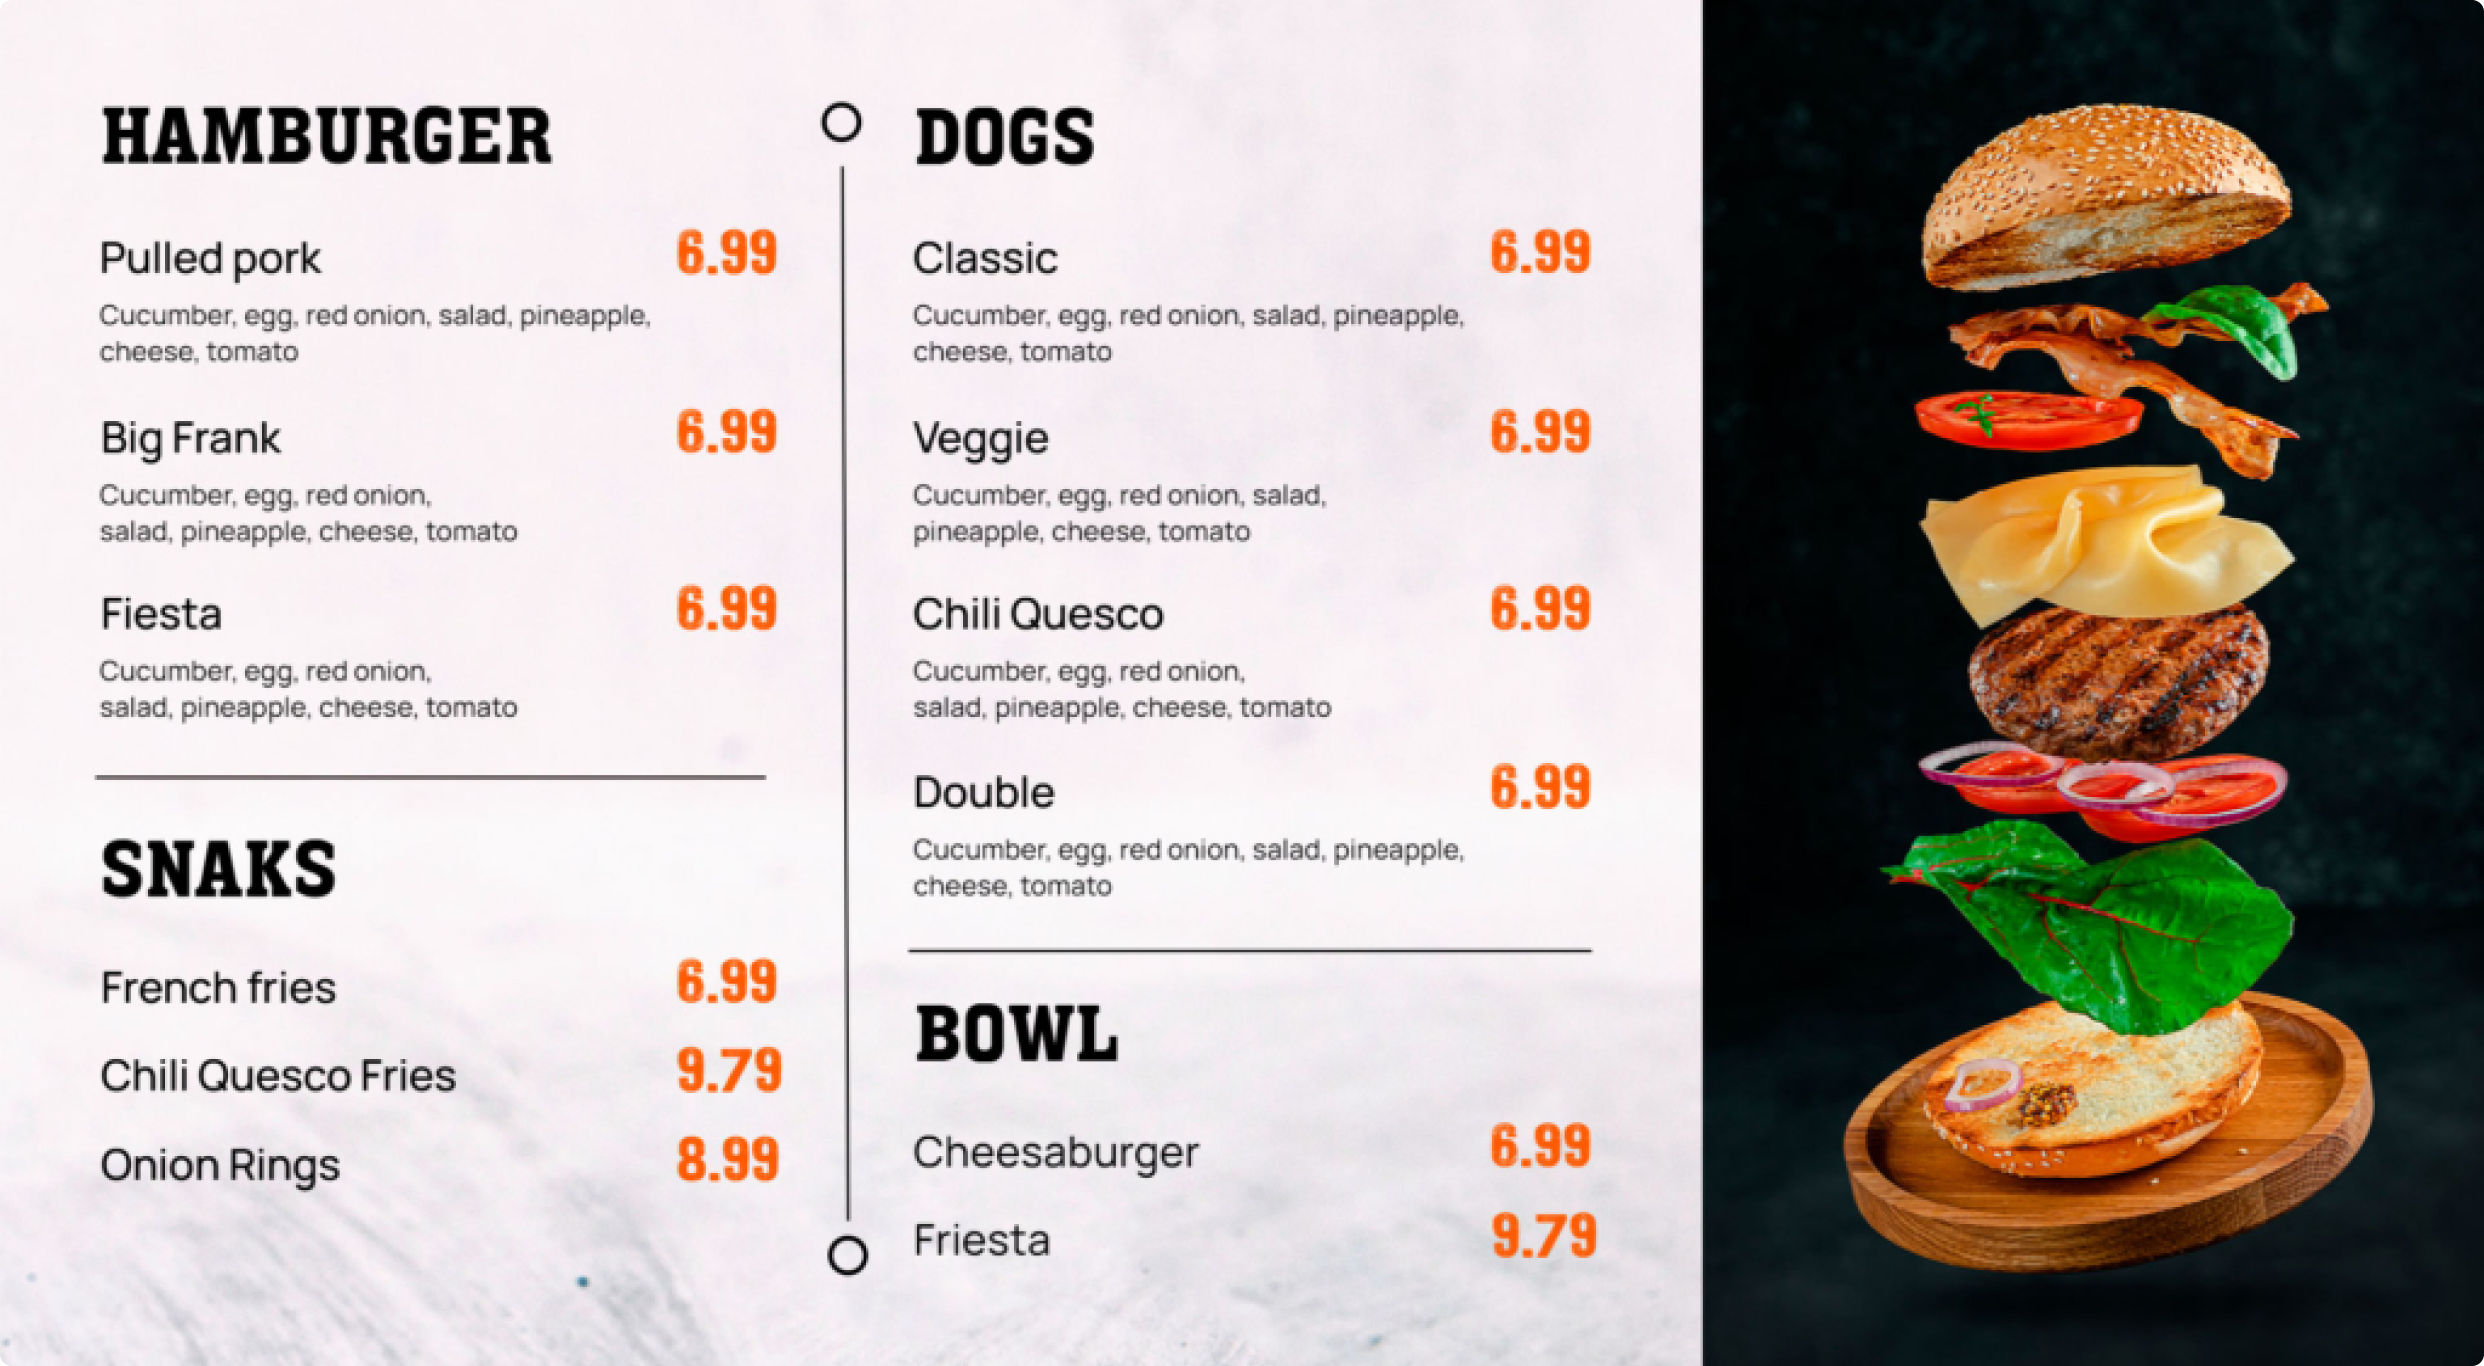 HAMBURGER
Pulled pork 6.99
Cucumber, egg, red onion, salad, pineapple,
cheese, tomato
Big Frank 6.99
Cucumber, egg, red onion,
salad, pineapple, cheese, tomato
Fiesta 6.99
Cucumber, egg, red onion,
salad, pineapple, cheese, tomato
SNAKS
French fries 6.99
Chili Quesco Fries 9.79
Onion Rings 8.99
DOGS
Classic 6.99
Cucumber, egg, red onion, salad, pineapple,
cheese, tomato
Veggie 6.99
Cucumber, egg, red onion, salad,
pineapple, cheese, tomato
Chili Quesco 6.99
Cucumber, egg, red onion,
salad, pineapple, cheese, tomato
Double 6.99
Cucumber, egg, red onion, salad, pineapple,
cheese, tomato
BOWL
Cheesaburger 6.99
Friesta 9.79